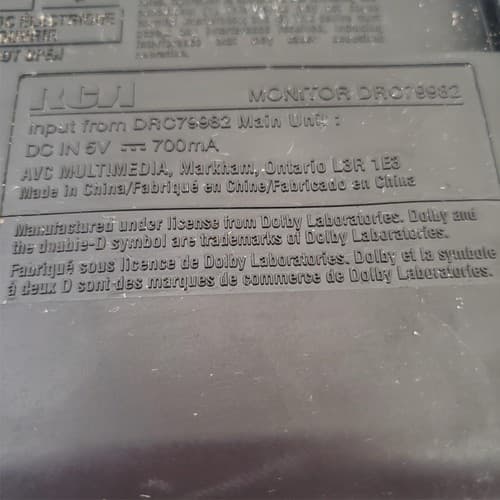 RCA MONITOR DRC79982
Input from DRC79982 Main Unit :
DC IN 5V ⎓ 700mA
AVC MULTIMEDIA, Markham, Ontario L3R 1E3
Made in China/Fabriqué en Chine/Fabricado en China
Manufactured under license from Dolby Laboratories. Dolby and
the double-D symbol are trademarks of Dolby Laboratories.
Fabriqué sous licence de Dolby Laboratories. Dolby et la symbole
à deux D sont des marques de commerce de Dolby Laboratories.